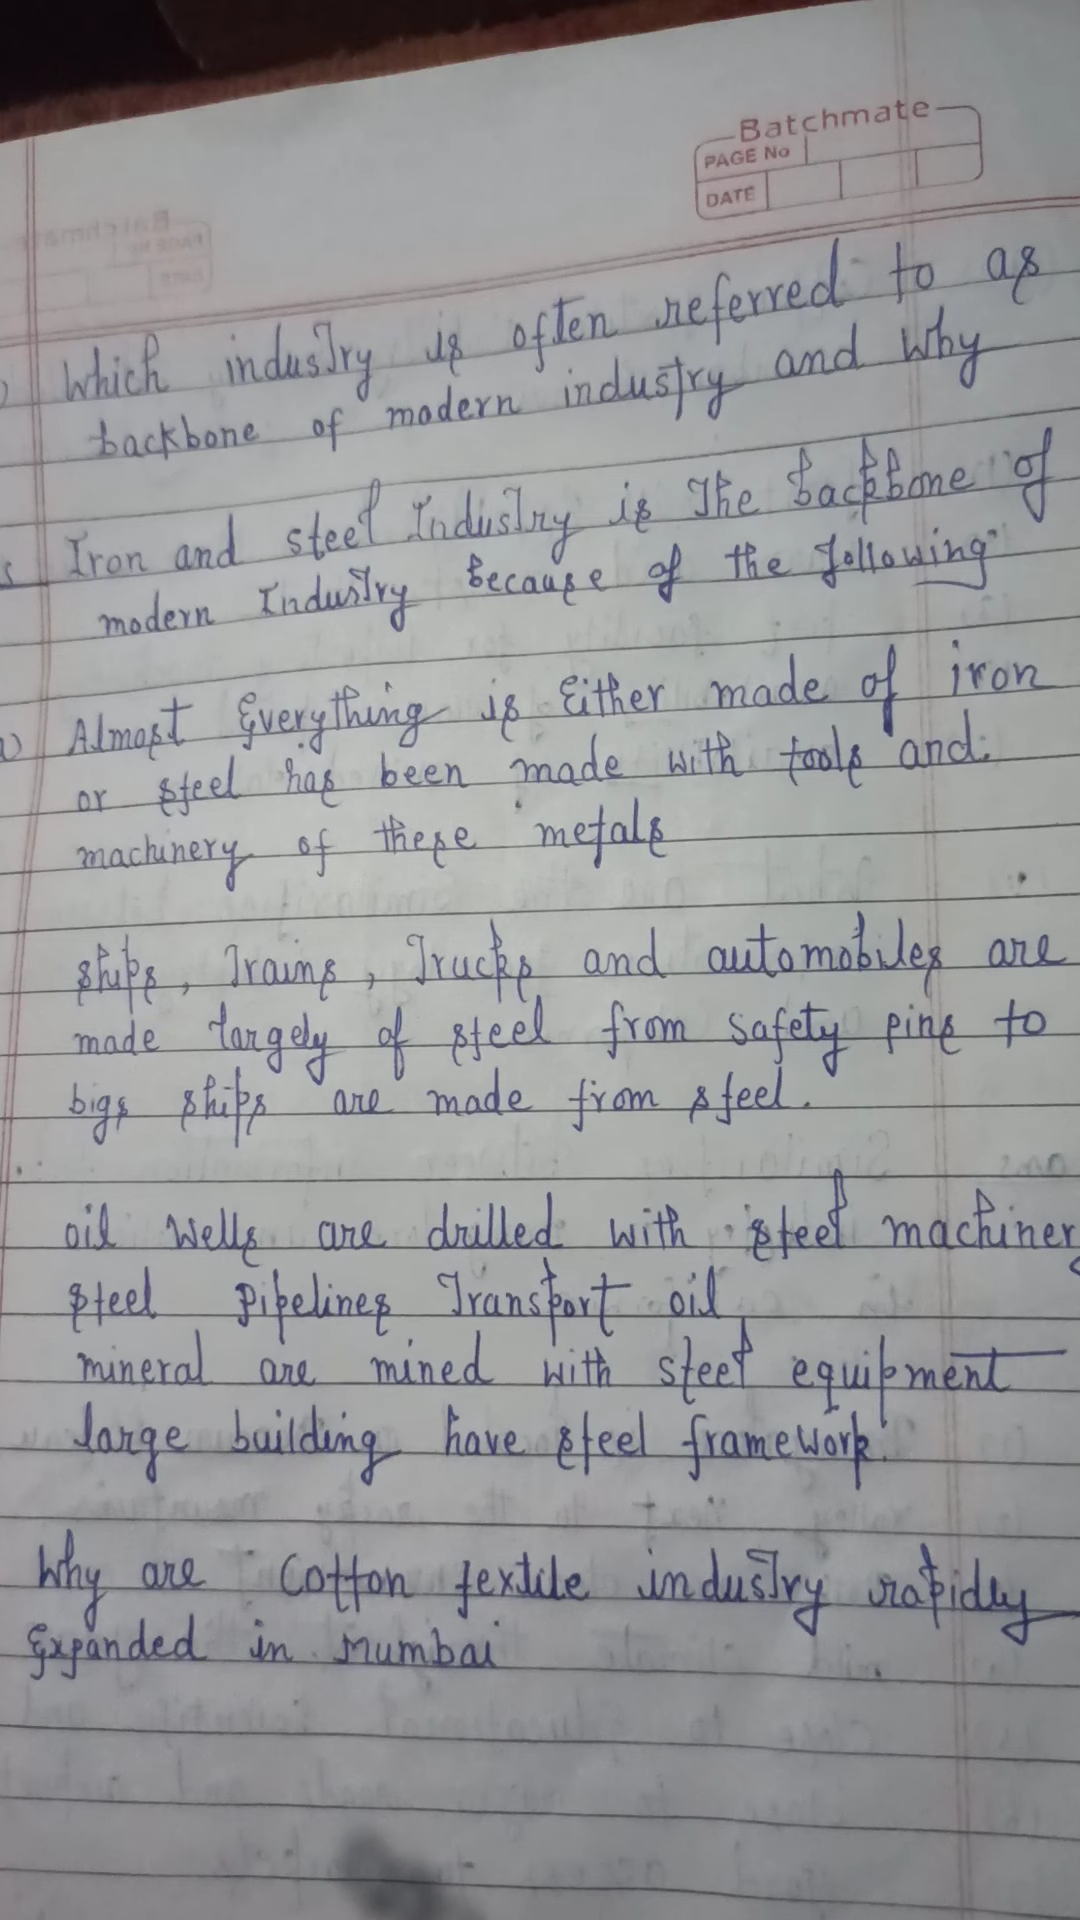 Batchmate
PAGE No
DATE
Which industry is often referred to as
backbone of modern industry and why
Iron and steel Industry is The backbone of
modern Industry Because of the following
Almost Everything is Either made of iron
or steel has been made with tools and
machinery of these metals
ships, Trains, Trucks and automobiles are
made largely of steel from safety pins to
bigs ships are made from steel.
oil wells are drilled with steel machiner
steel pipelines Transport oil
mineral are mined with steel equipment
large building have steel framework.
Why are cotton textile industry rapidly
Expanded in Mumbai